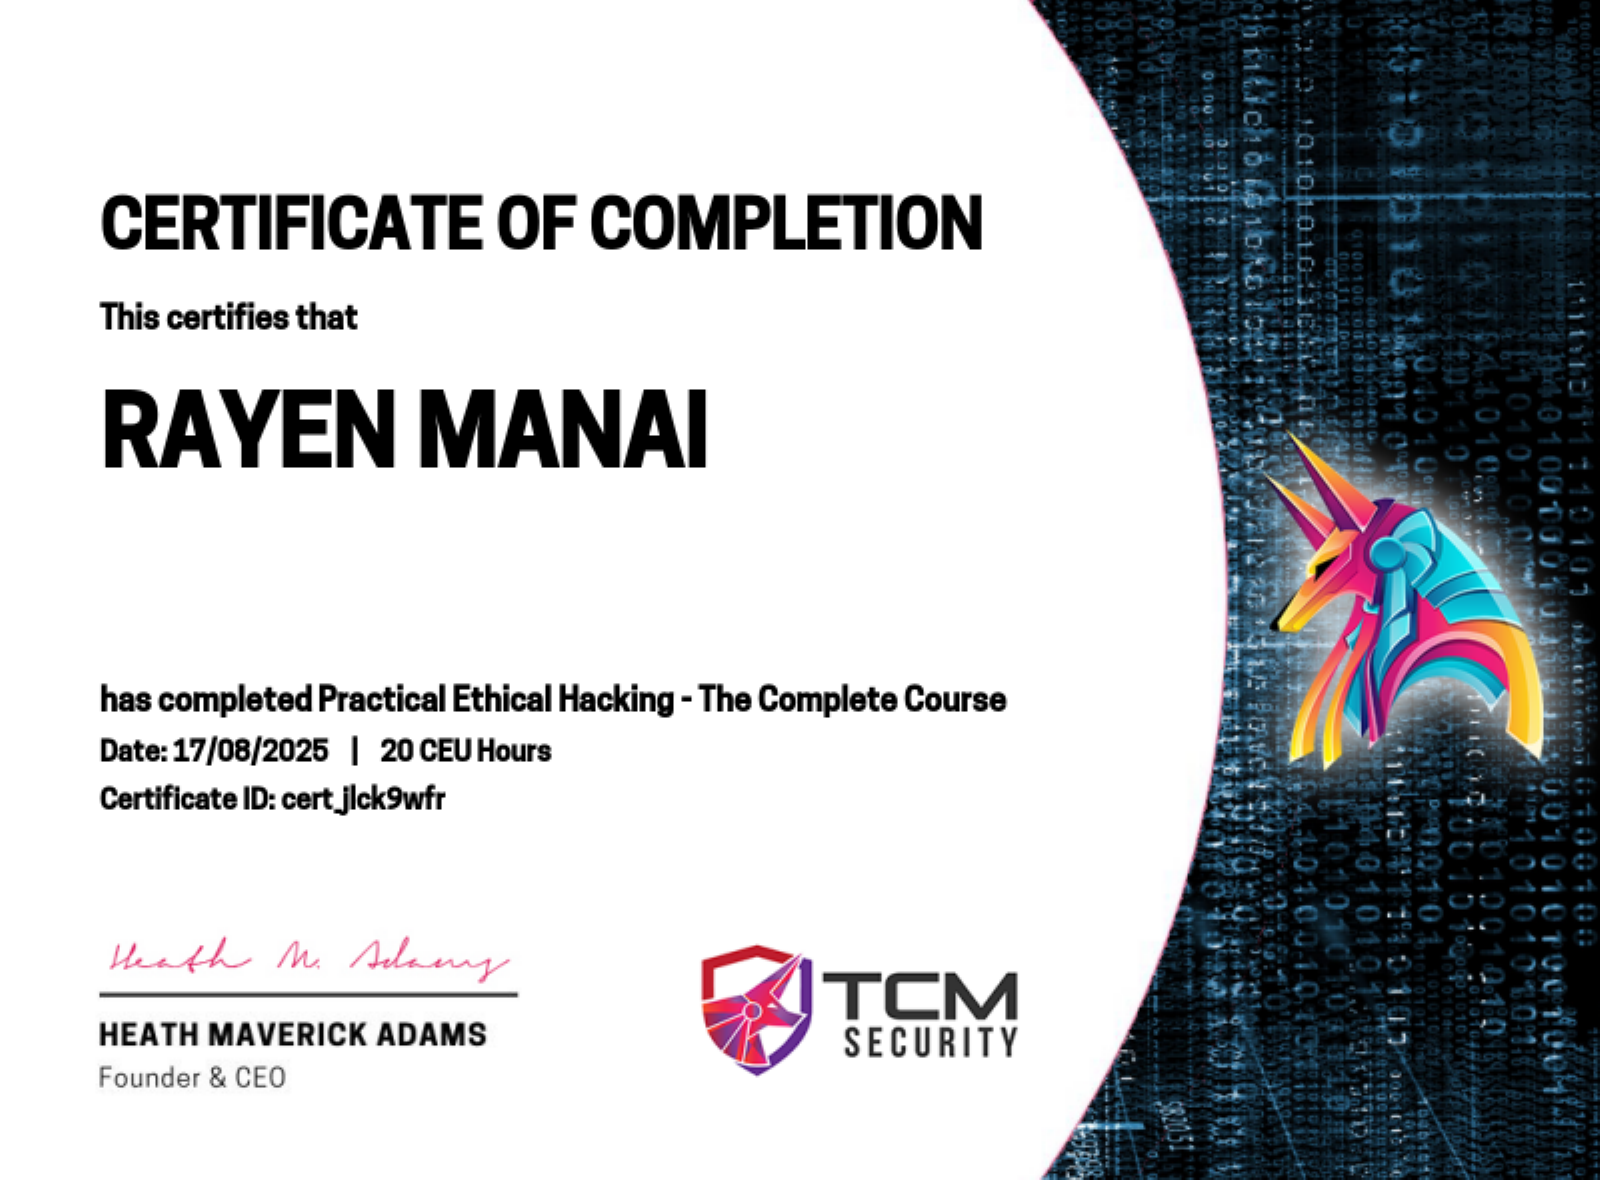 CERTIFICATE OF COMPLETION
This certifies that
RAYEN MANAI
has completed Practical Ethical Hacking - The Complete Course
Date: 17/08/2025 | 20 CEU Hours
Certificate ID: cert_jlck9wfr
Heath M. Adams
HEATH MAVERICK ADAMS
Founder & CEO
TCM
SECURITY